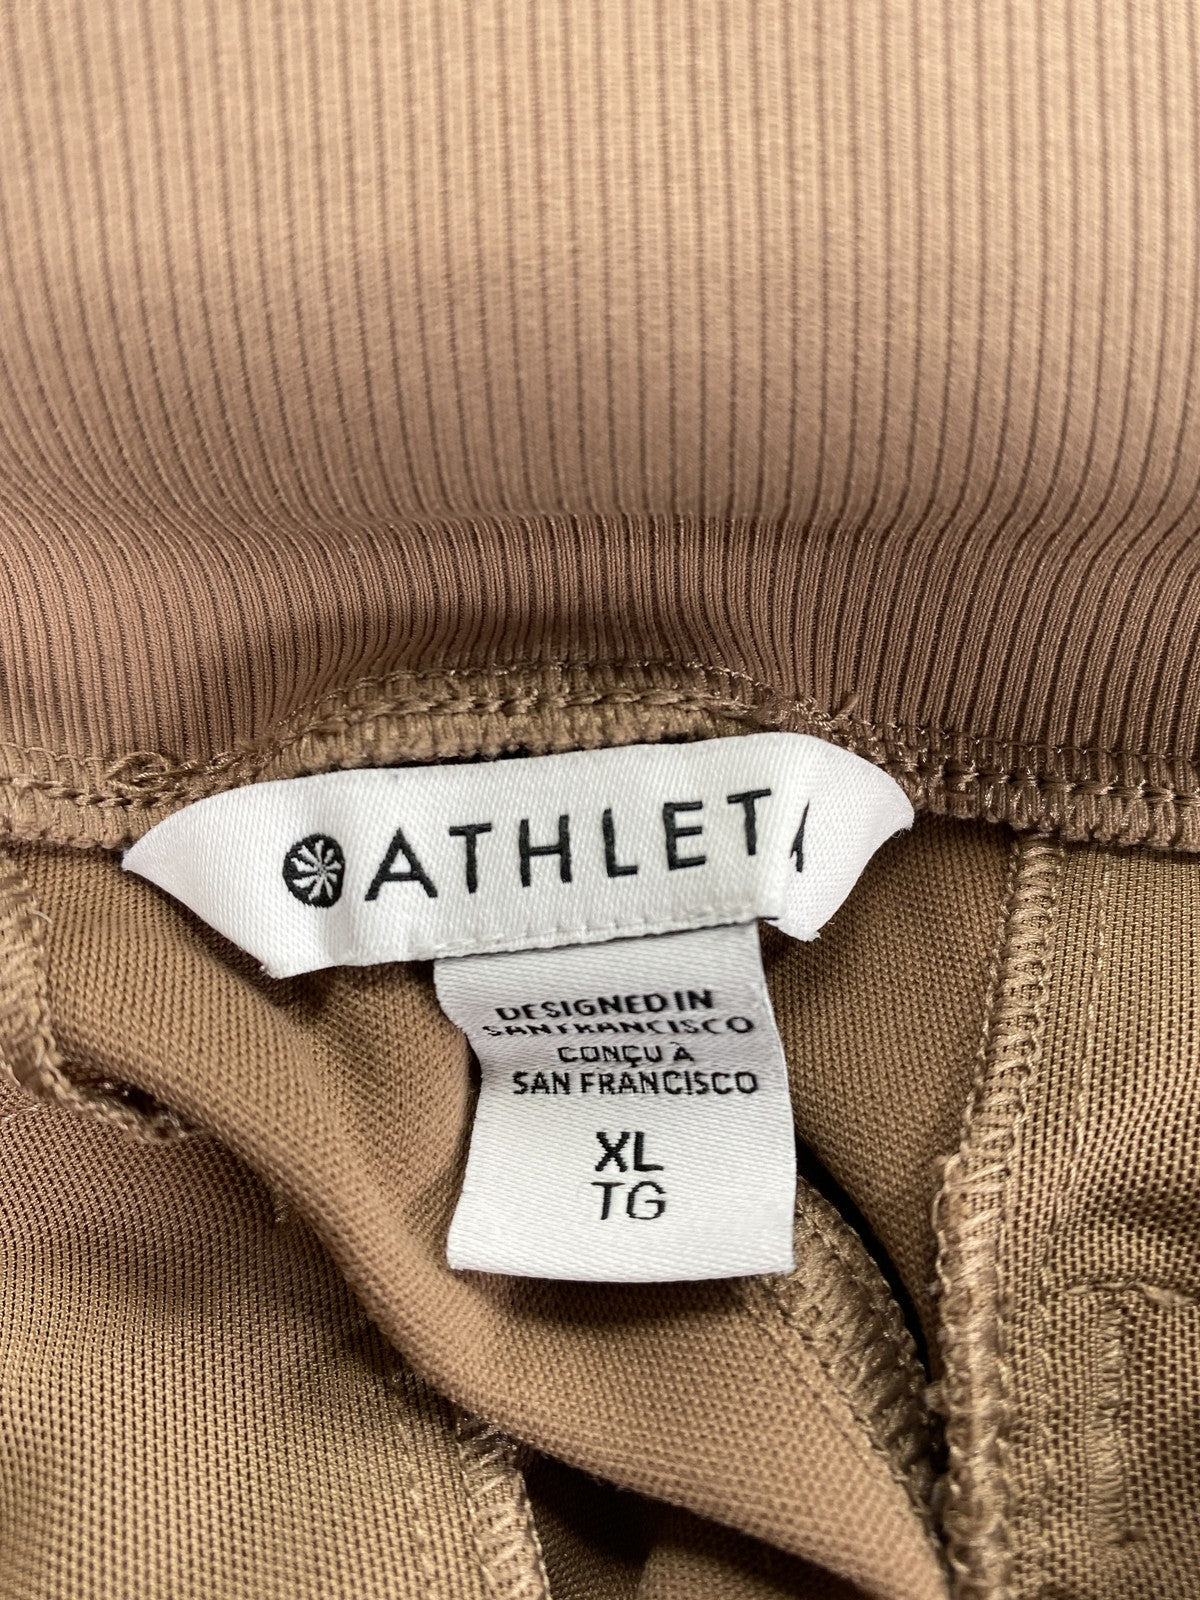 ATHLETA
DESIGNED IN
SAN FRANCISCO
CONÇU À
SAN FRANCISCO
XL
TG